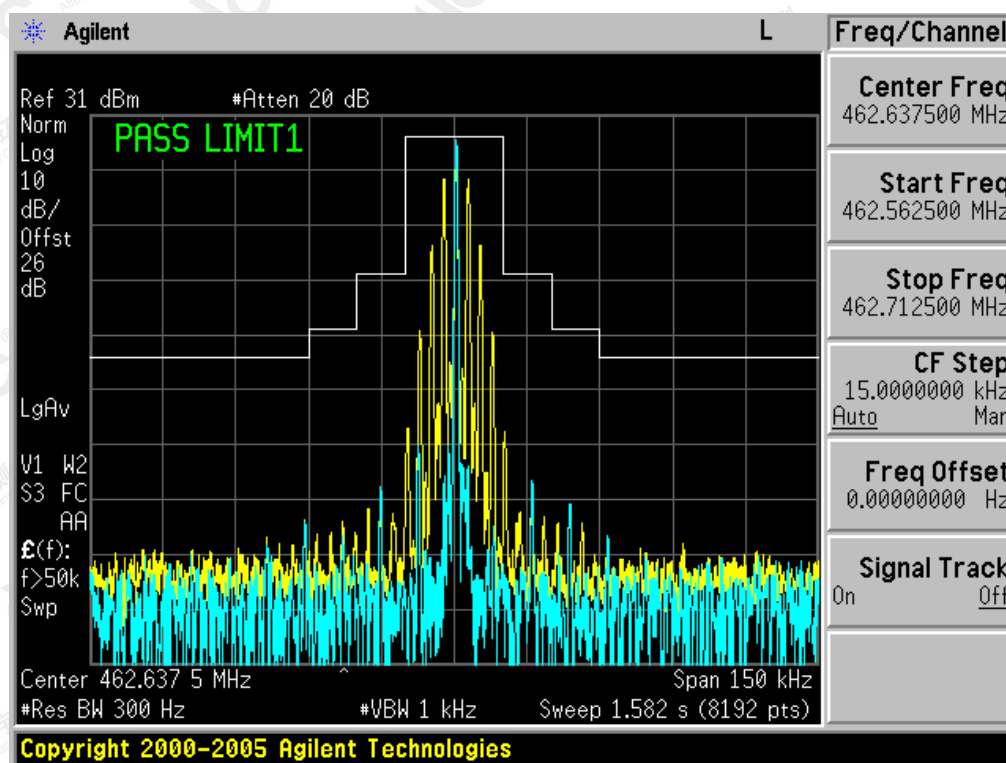 Agilent
L
Freq/Channel
Ref 31 dBm #Atten 20 dB
Norm
Log
10
dB/
Offst
26
dB
LgAv
V1 W2
S3 FC
AA
£(f):
f>50k
Swp
PASS LIMIT1
Center 462.637 5 MHz ^ Span 150 kHz
#Res BW 300 Hz #VBW 1 kHz Sweep 1.582 s (8192 pts)
Center Freq
462.637500 MHz
Start Freq
462.562500 MHz
Stop Freq
462.712500 MHz
CF Step
15.0000000 kHz
Auto Man
Freq Offset
0.00000000 Hz
Signal Track
On Off
Copyright 2000-2005 Agilent Technologies